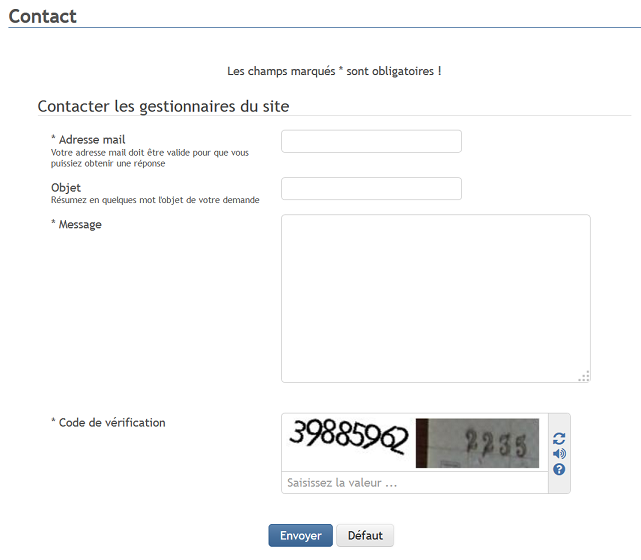 Contact
Les champs marqués * sont obligatoires !
Contacter les gestionnaires du site
* Adresse mail
Votre adresse mail doit être valide pour que vous
puissiez obtenir une réponse
Objet
Résumez en quelques mot l'objet de votre demande
* Message
* Code de vérification
39885962 2235
Saisissez la valeur ...
?
Envoyer Défaut